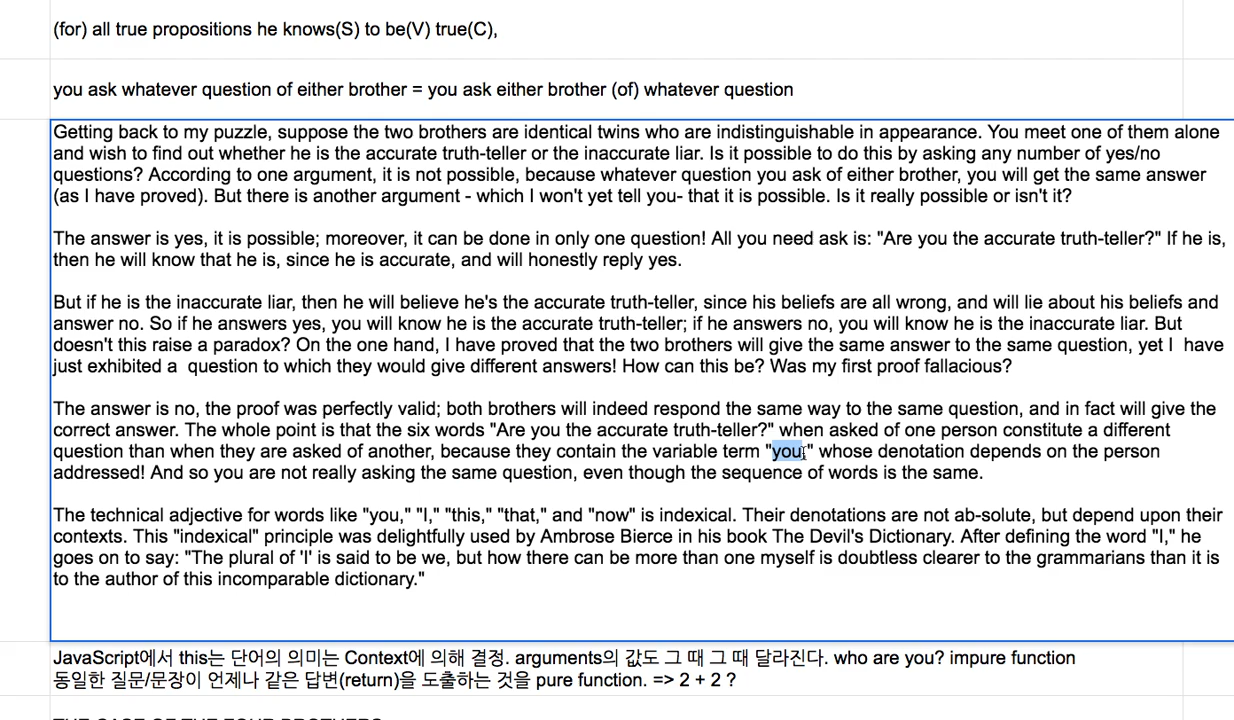 (for) all true propositions he knows(S) to be(V) true(C),
you ask whatever question of either brother = you ask either brother (of) whatever question
Getting back to my puzzle, suppose the two brothers are identical twins who are indistinguishable in appearance. You meet one of them alone
and wish to find out whether he is the accurate truth-teller or the inaccurate liar. Is it possible to do this by asking any number of yes/no
questions? According to one argument, it is not possible, because whatever question you ask of either brother, you will get the same answer
(as I have proved). But there is another argument - which I won't yet tell you- that it is possible. Is it really possible or isn't it?
The answer is yes, it is possible; moreover, it can be done in only one question! All you need ask is: "Are you the accurate truth-teller?" If he is,
then he will know that he is, since he is accurate, and will honestly reply yes.
But if he is the inaccurate liar, then he will believe he's the accurate truth-teller, since his beliefs are all wrong, and will lie about his beliefs and
answer no. So if he answers yes, you will know he is the accurate truth-teller; if he answers no, you will know he is the inaccurate liar. But
doesn't this raise a paradox? On the one hand, I have proved that the two brothers will give the same answer to the same question, yet I  have
just exhibited a  question to which they would give different answers! How can this be? Was my first proof fallacious?
The answer is no, the proof was perfectly valid; both brothers will indeed respond the same way to the same question, and in fact will give the
correct answer. The whole point is that the six words "Are you the accurate truth-teller?" when asked of one person constitute a different
question than when they are asked of another, because they contain the variable term "you," whose denotation depends on the person
addressed! And so you are not really asking the same question, even though the sequence of words is the same.
The technical adjective for words like "you," "I," "this," "that," and "now" is indexical. Their denotations are not ab-solute, but depend upon their
contexts. This "indexical" principle was delightfully used by Ambrose Bierce in his book The Devil's Dictionary. After defining the word "I," he
goes on to say: "The plural of 'I' is said to be we, but how there can be more than one myself is doubtless clearer to the grammarians than it is
to the author of this incomparable dictionary."
JavaScript에서 this는 단어의 의미는 Context에 의해 결정. arguments의 값도 그 때 그 때 달라진다. who are you? impure function
동일한 질문/문장이 언제나 같은 답변(return)을 도출하는 것을 pure function. => 2 + 2 ?
THE CASE OF THE FOUR BROTHERS